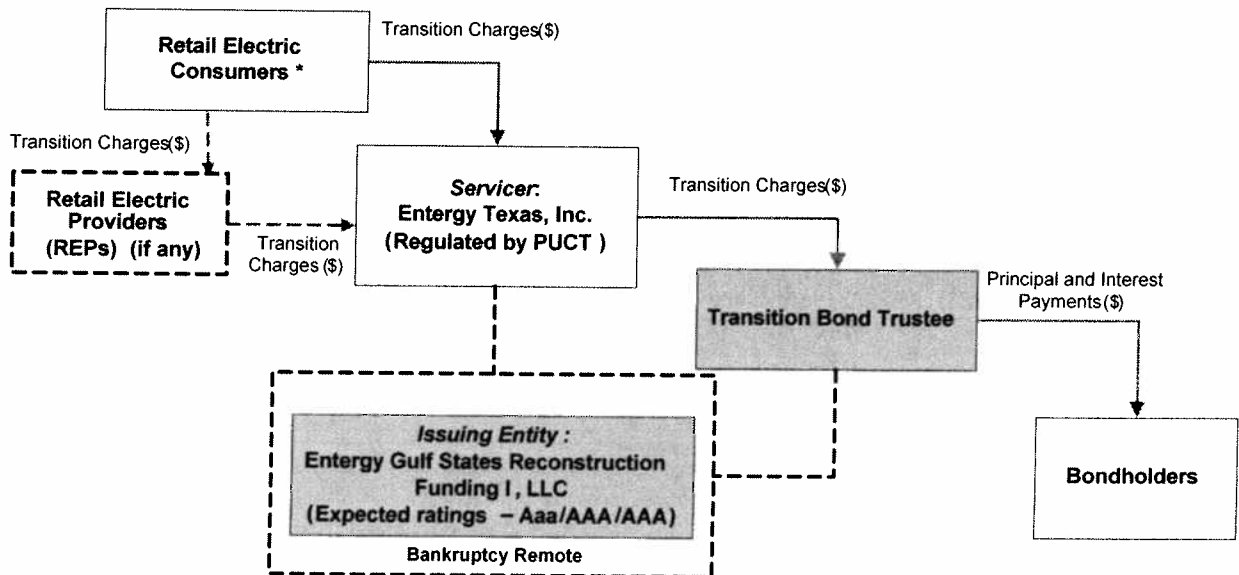 Transition Charges($)
Retail Electric
Consumers *
Transition Charges($)
Retail Electric
Providers
(REPs) (if any)
Transition
Charges ($)
Servicer:
Entergy Texas, Inc.
(Regulated by PUCT )
Transition Charges($)
Transition Bond Trustee
Principal and Interest
Payments($)
Issuing Entity :
Entergy Gulf States Reconstruction
Funding I , LLC
(Expected ratings – Aaa/AAA/AAA)
Bankruptcy Remote
Bondholders